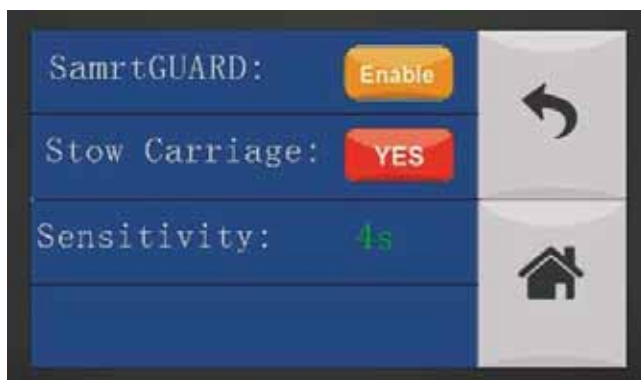 SamrtGUARD: Enable
Stow Carriage: YES
Sensitivity: 4s